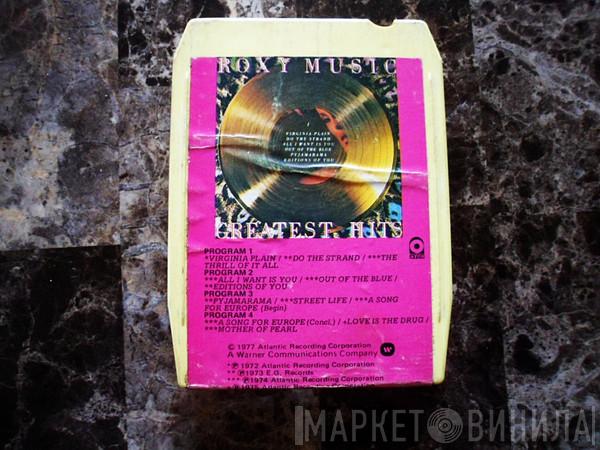 ROXY MUSIC
VIRGINIA PLAIN
DO THE STRAND
ALL I WANT IS YOU
OUT OF THE BLUE
PYJAMARAMA
EDITIONS OF YOU
GREATEST HITS
PROGRAM 1
*VIRGINIA PLAIN / **DO THE STRAND / ***THE
THRILL OF IT ALL
PROGRAM 2
***ALL I WANT IS YOU / ***OUT OF THE BLUE /
**EDITIONS OF YOU
PROGRAM 3
**PYJAMARAMA / ***STREET LIFE / ***A SONG
FOR EUROPE (Begin)
PROGRAM 4
***A SONG FOR EUROPE (Concl.) / +LOVE IS THE DRUG /
***MOTHER OF PEARL
© 1977 Atlantic Recording Corporation
A Warner Communications Company
*℗ 1972 Atlantic Recording Corporation
** ℗ 1973 E.G. Records
*** ℗ 1974 Atlantic Recording Corporation
+℗ 1975 Atlantic Recording Corporation
МАРКЕТ ВИНИЛА